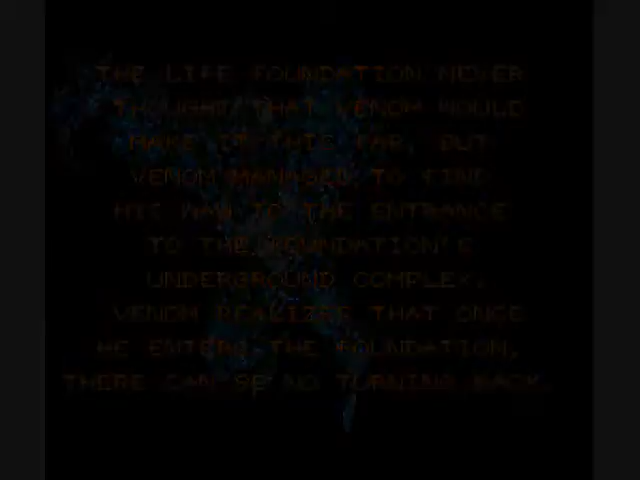 THE LIFE FOUNDATION NEVER
THOUGHT THAT VENOM WOULD
MAKE IT THIS FAR, BUT
VENOM MANAGED TO FIND
HIS WAY TO THE ENTRANCE
TO THE FOUNDATION'S
UNDERGROUND COMPLEX.
VENOM REALIZES THAT ONCE
HE ENTERS THE FOUNDATION,
THERE CAN BE NO TURNING BACK.